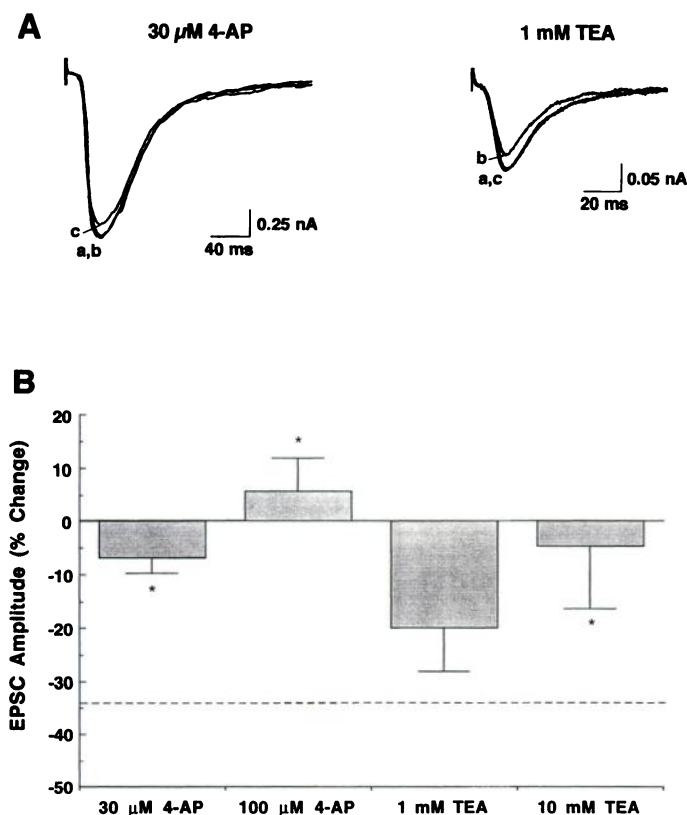 A
30 µM 4-AP
1 mM TEA
c
a,b
0.25 nA
40 ms
b
a,c
0.05 nA
20 ms
B
EPSC Amplitude (% Change)
20
10
0
-10
-20
-30
-40
-50
*
*
*
30 µM 4-AP
100 µM 4-AP
1 mM TEA
10 mM TEA